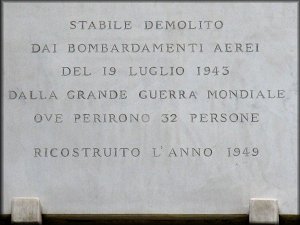 STABILE DEMOLITO
DAI BOMBARDAMENTI AEREI
DEL 19 LUGLIO 1943
DALLA GRANDE GUERRA MONDIALE
OVE PERIRONO 32 PERSONE
RICOSTRUITO L'ANNO 1949